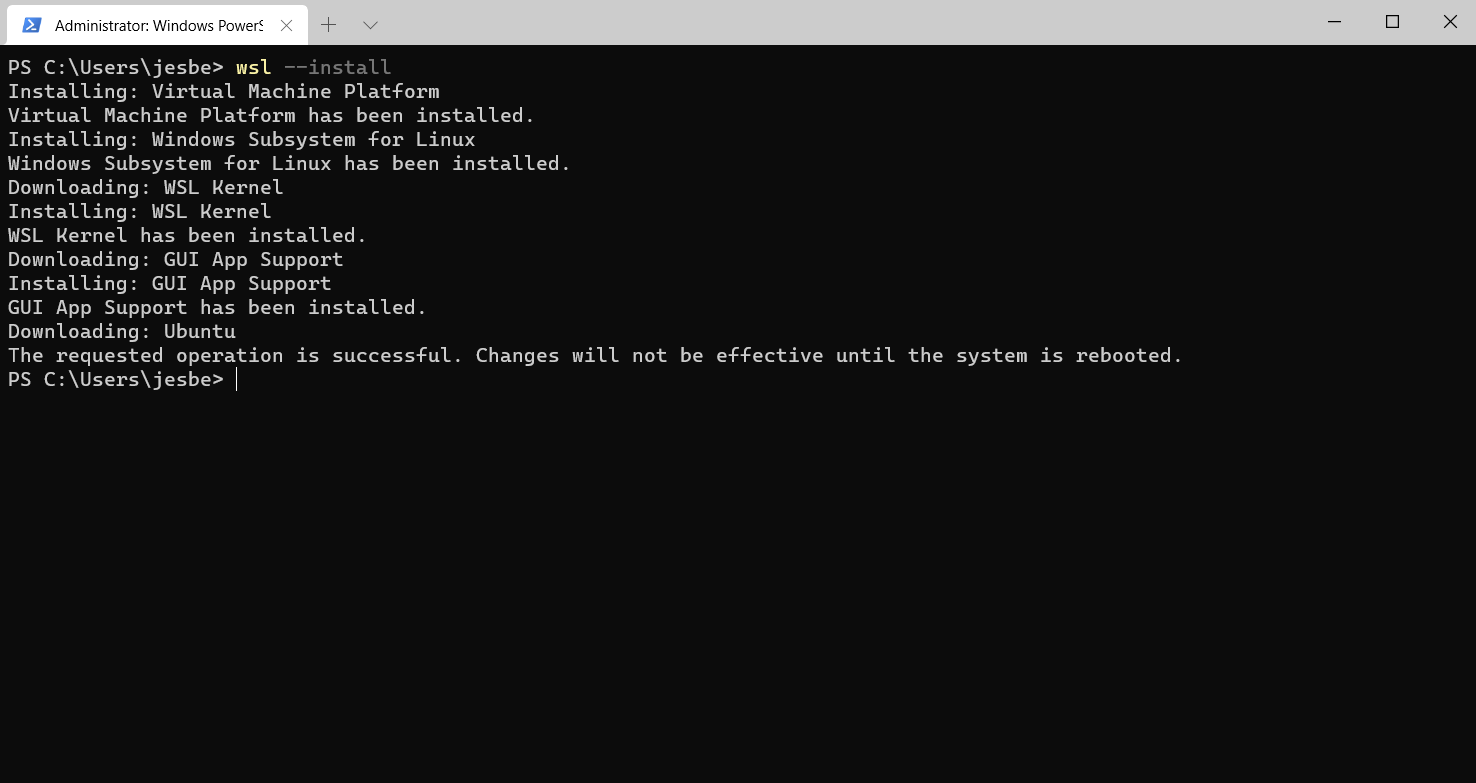 Administrator: Windows PowerS
PS C:\Users\jesbe> wsl --install
Installing: Virtual Machine Platform
Virtual Machine Platform has been installed.
Installing: Windows Subsystem for Linux
Windows Subsystem for Linux has been installed.
Downloading: WSL Kernel
Installing: WSL Kernel
WSL Kernel has been installed.
Downloading: GUI App Support
Installing: GUI App Support
GUI App Support has been installed.
Downloading: Ubuntu
The requested operation is successful. Changes will not be effective until the system is rebooted.
PS C:\Users\jesbe>